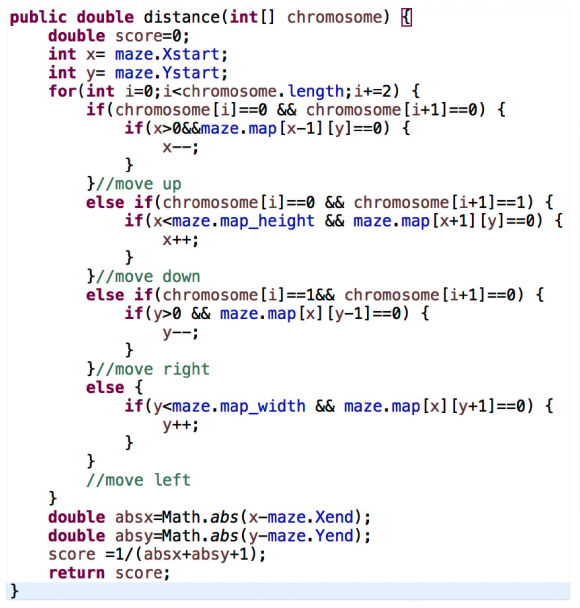 public double distance(int[] chromosome) {
    double score=0;
    int x= maze.Xstart;
    int y= maze.Ystart;
    for(int i=0;i<chromosome.length;i+=2) {
        if(chromosome[i]==0 && chromosome[i+1]==0) {
            if(x>0&&maze.map[x-1][y]==0) {
                x--;
            }
        }//move up
        else if(chromosome[i]==0 && chromosome[i+1]==1) {
            if(x<maze.map_height && maze.map[x+1][y]==0) {
                x++;
            }
        }//move down
        else if(chromosome[i]==1&& chromosome[i+1]==0) {
            if(y>0 && maze.map[x][y-1]==0) {
                y--;
            }
        }//move right
        else {
            if(y<maze.map_width && maze.map[x][y+1]==0) {
                y++;
            }
        }
        //move left
    }
    double absx=Math.abs(x-maze.Xend);
    double absy=Math.abs(y-maze.Yend);
    score =1/(absx+absy+1);
    return score;
}